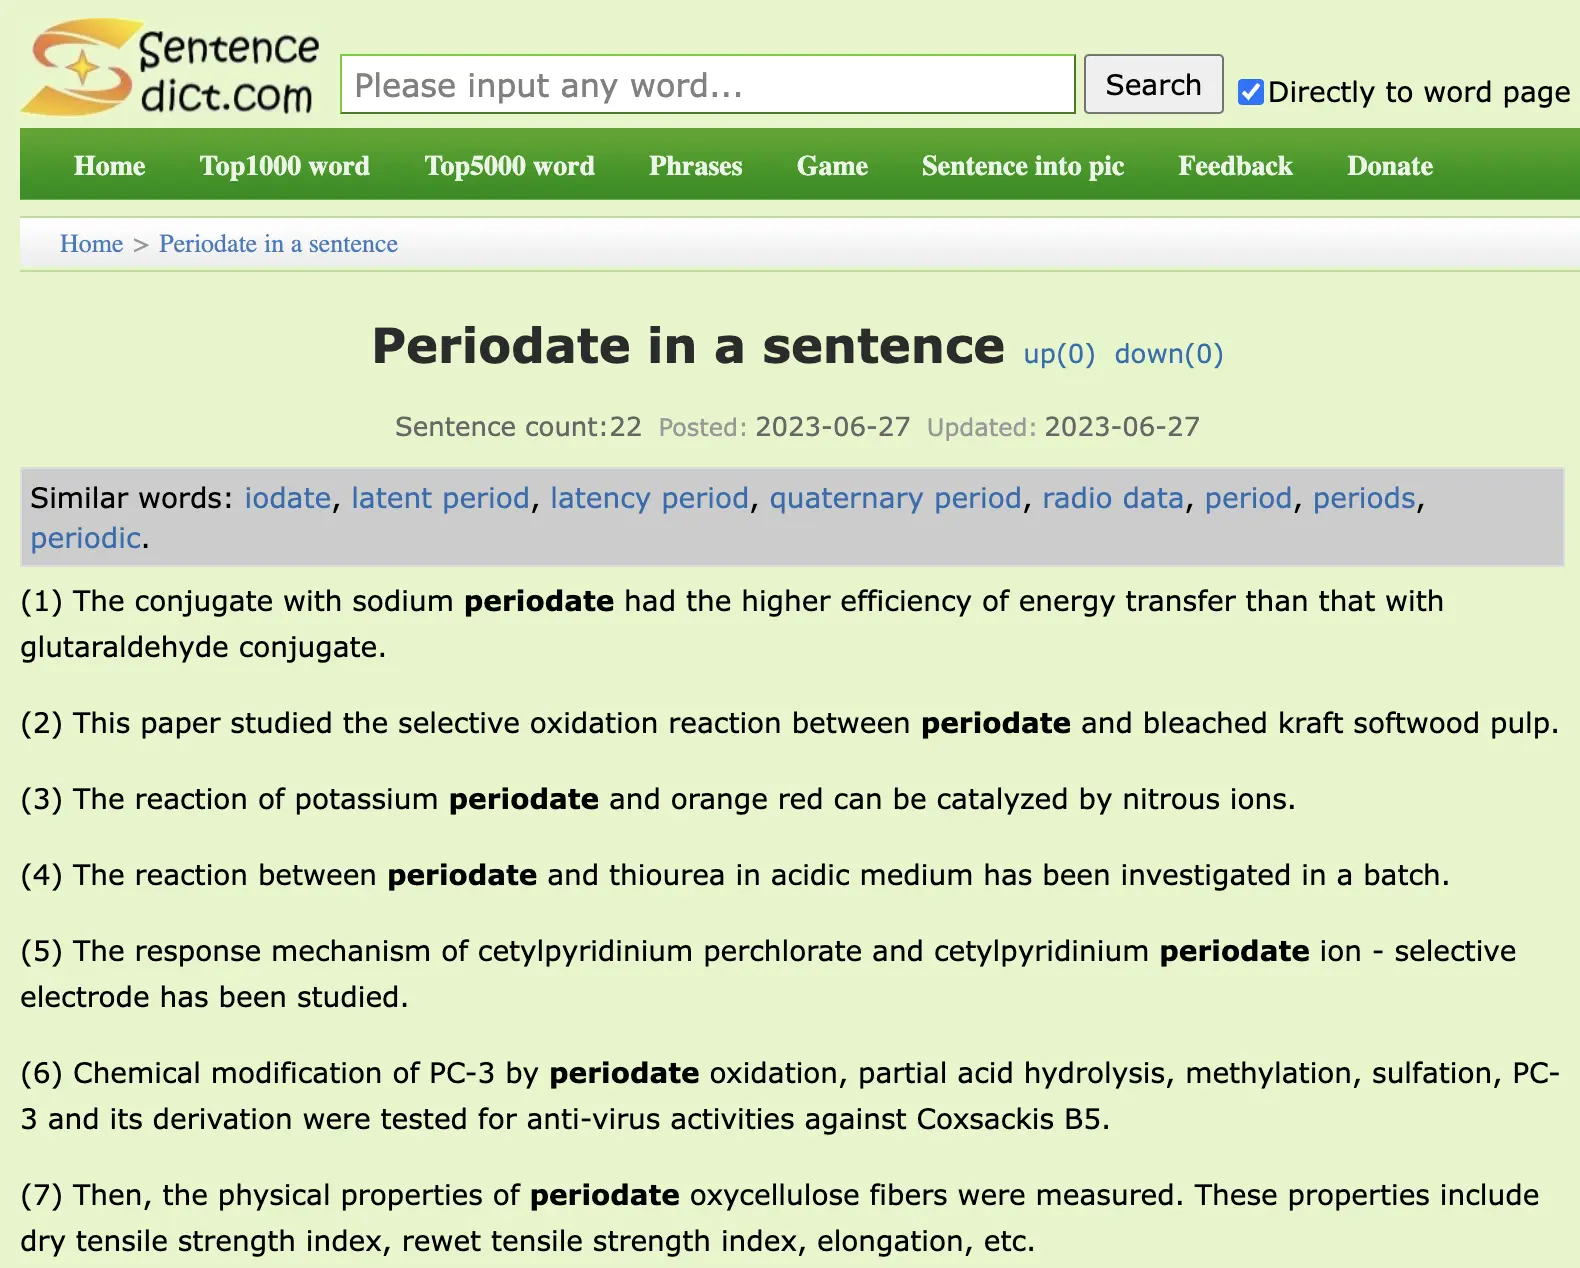 Sentence
dict.com
Please input any word...
Search
Directly to word page
Home Top1000 word Top5000 word Phrases Game Sentence into pic Feedback Donate
Home > Periodate in a sentence
Periodate in a sentence up(0) down(0)
Sentence count:22 Posted: 2023-06-27 Updated: 2023-06-27
Similar words: iodate, latent period, latency period, quaternary period, radio data, period, periods,
periodic.
(1) The conjugate with sodium periodate had the higher efficiency of energy transfer than that with
glutaraldehyde conjugate.
(2) This paper studied the selective oxidation reaction between periodate and bleached kraft softwood pulp.
(3) The reaction of potassium periodate and orange red can be catalyzed by nitrous ions.
(4) The reaction between periodate and thiourea in acidic medium has been investigated in a batch.
(5) The response mechanism of cetylpyridinium perchlorate and cetylpyridinium periodate ion - selective
electrode has been studied.
(6) Chemical modification of PC-3 by periodate oxidation, partial acid hydrolysis, methylation, sulfation, PC-
3 and its derivation were tested for anti-virus activities against Coxsackis B5.
(7) Then, the physical properties of periodate oxycellulose fibers were measured. These properties include
dry tensile strength index, rewet tensile strength index, elongation, etc.